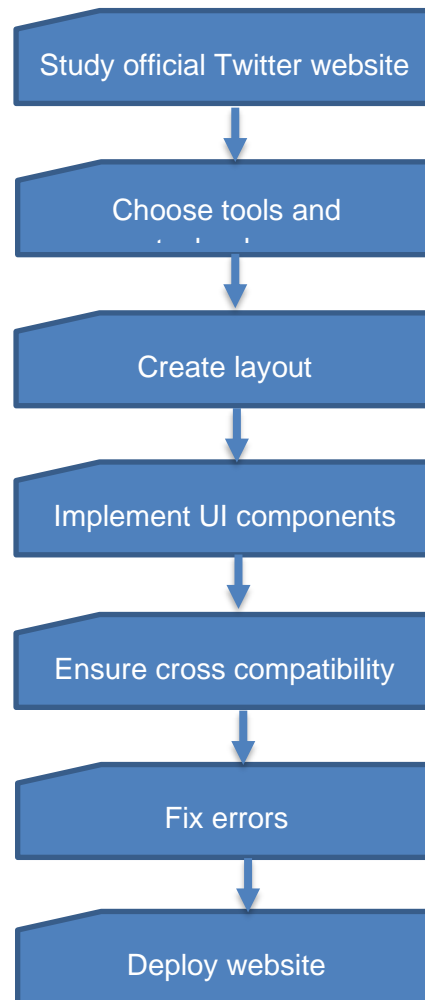 Study official Twitter website
Choose tools and
Create layout
Implement UI components
Ensure cross compatibility
Fix errors
Deploy website